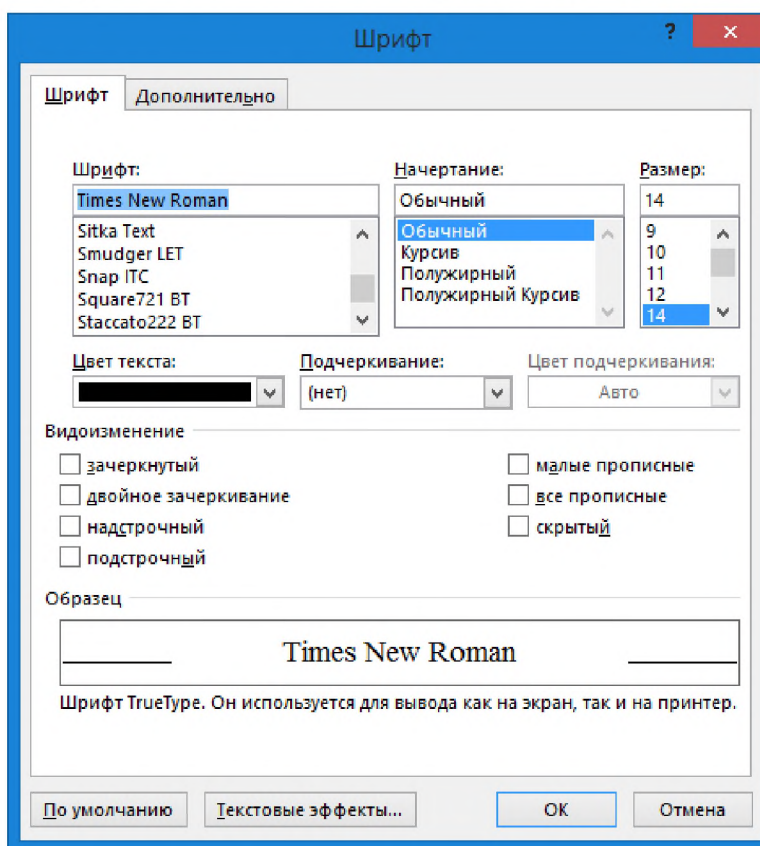 Шрифт
?
Шрифт Дополнительно
Шрифт: Начертание: Размер:
Times New Roman Обычный 14
Sitka Text Обычный 9
Smudger LET Курсив 10
Snap ITC Полужирный 11
Square721 BT Полужирный Курсив 12
Staccato222 BT 14
Цвет текста: Подчеркивание: Цвет подчеркивания:
(нет) Авто
Видоизменение
зачеркнутый малые прописные
двойное зачеркивание все прописные
надстрочный скрытый
подстрочный
Образец
Times New Roman
Шрифт TrueType. Он используется для вывода как на экран, так и на принтер.
По умолчанию Текстовые эффекты... ОК Отмена